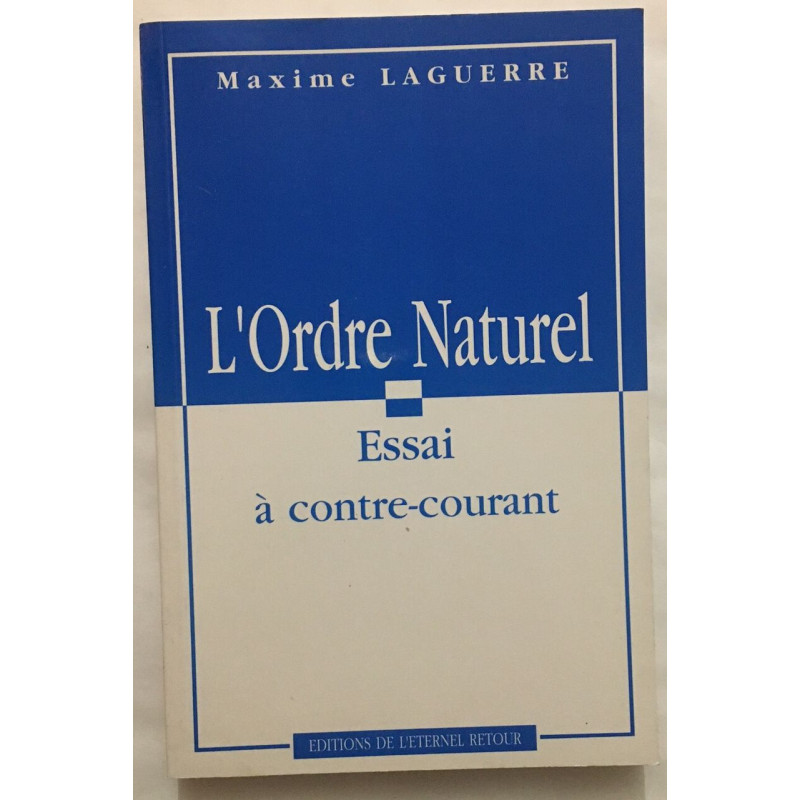 Maxime LAGUERRE
L'Ordre Naturel
Essai
à contre-courant
EDITIONS DE L'ETERNEL RETOUR